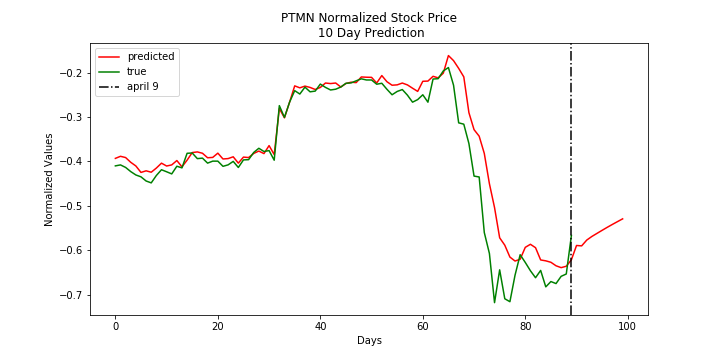 PTMN Normalized Stock Price
10 Day Prediction
predicted
true
april 9
Normalized Values
−0.2
−0.3
−0.4
−0.5
−0.6
−0.7
0
20
40
60
80
100
Days